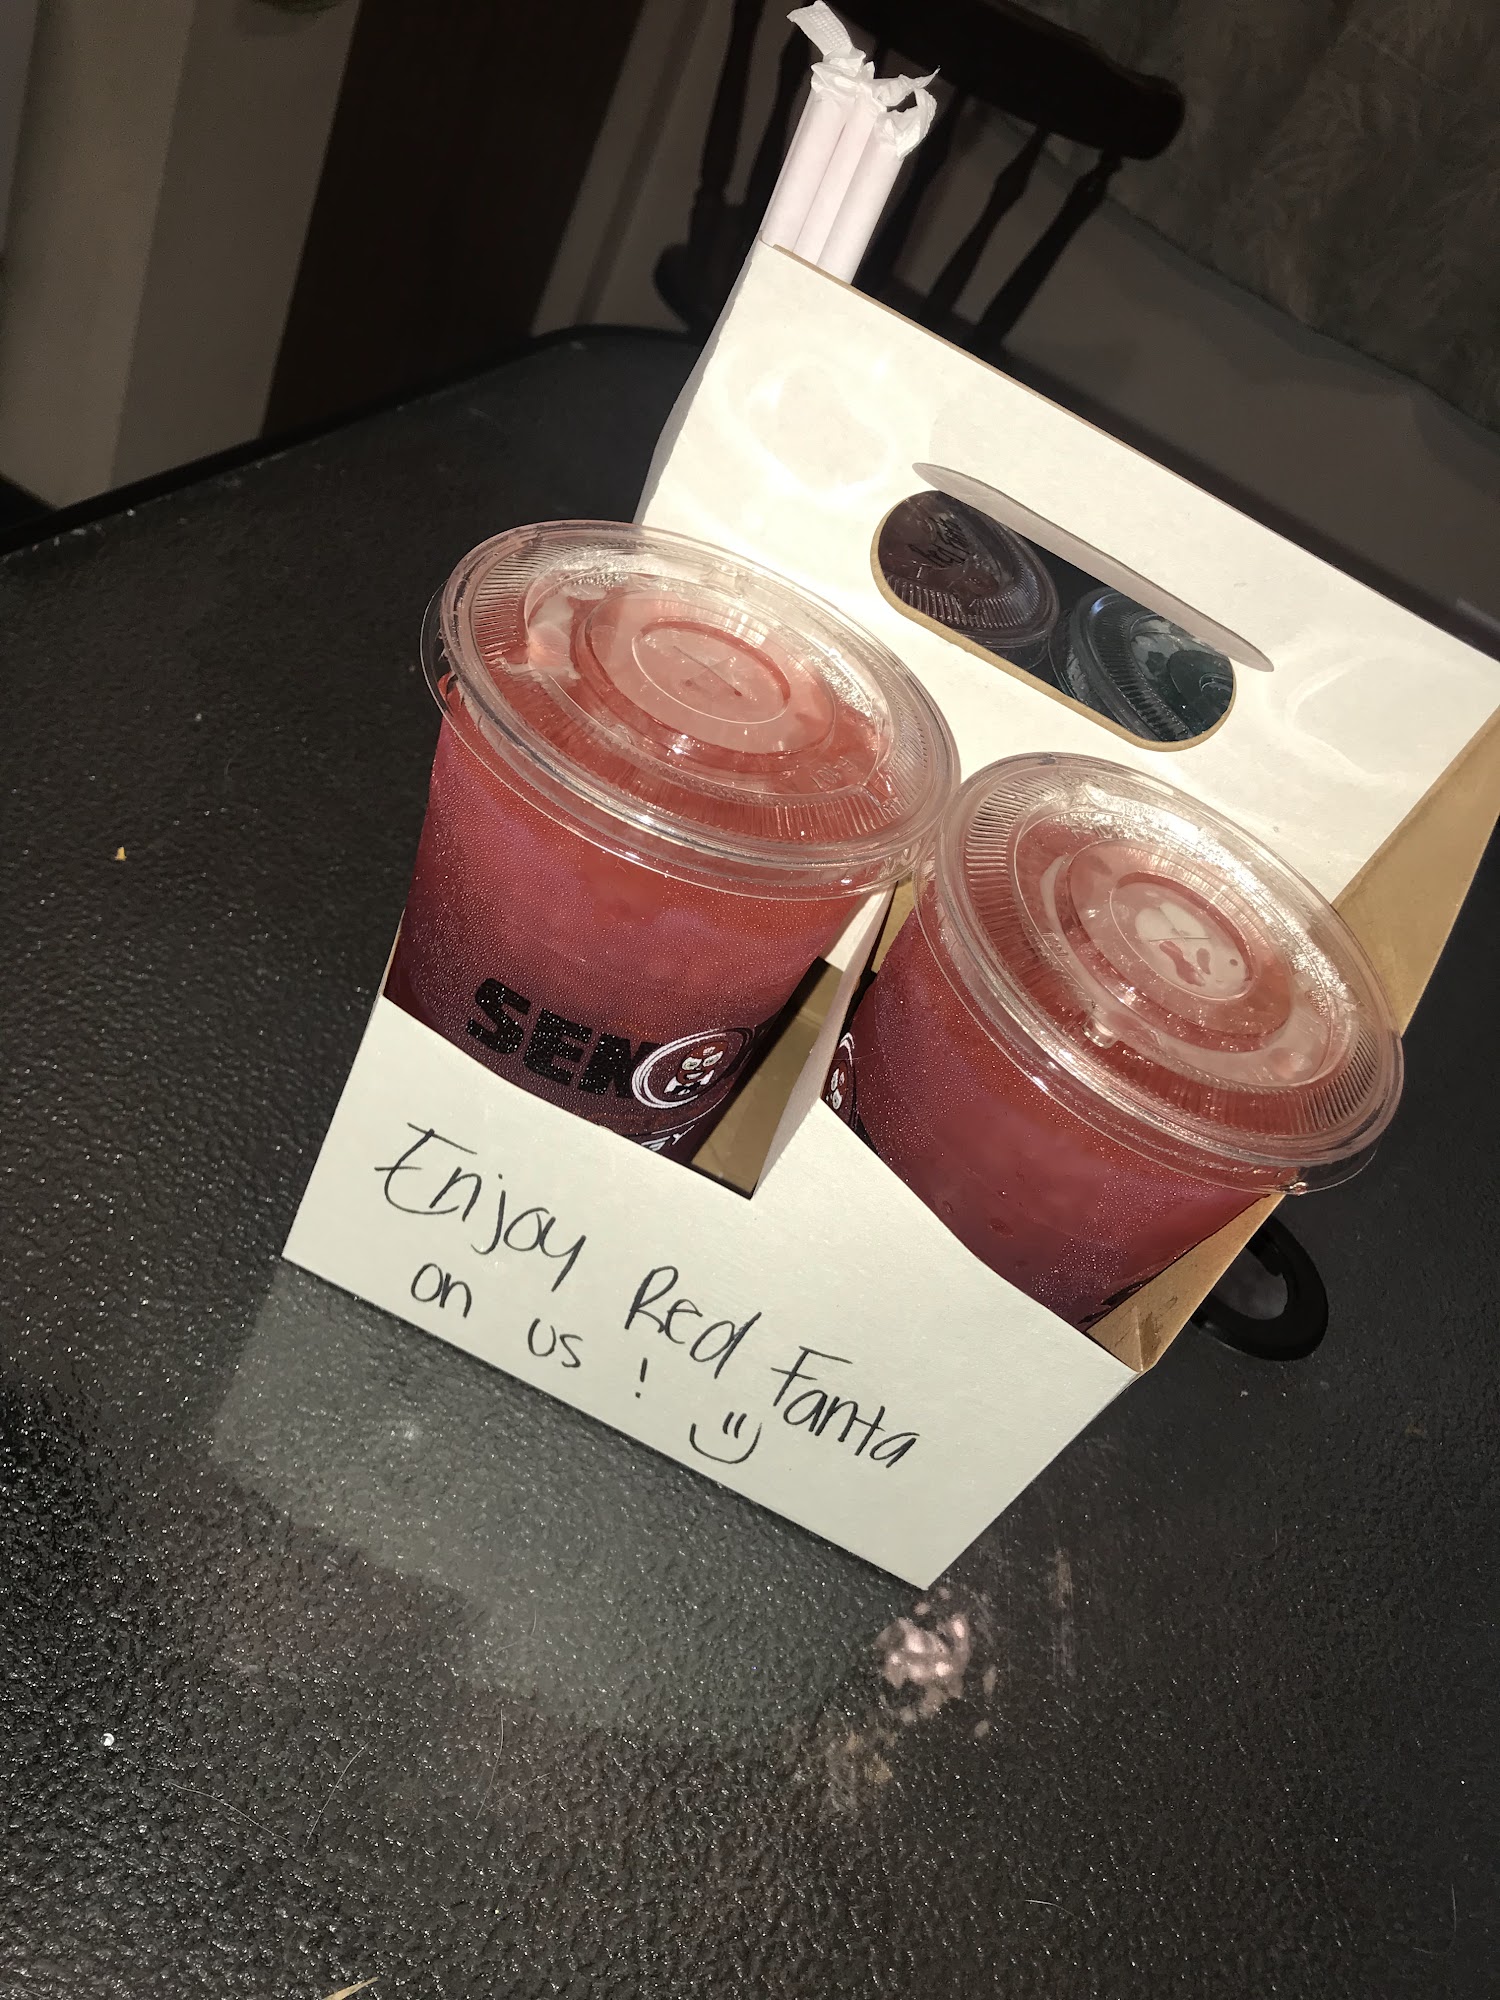 SEN
Enjoy Red Fanta
on us!